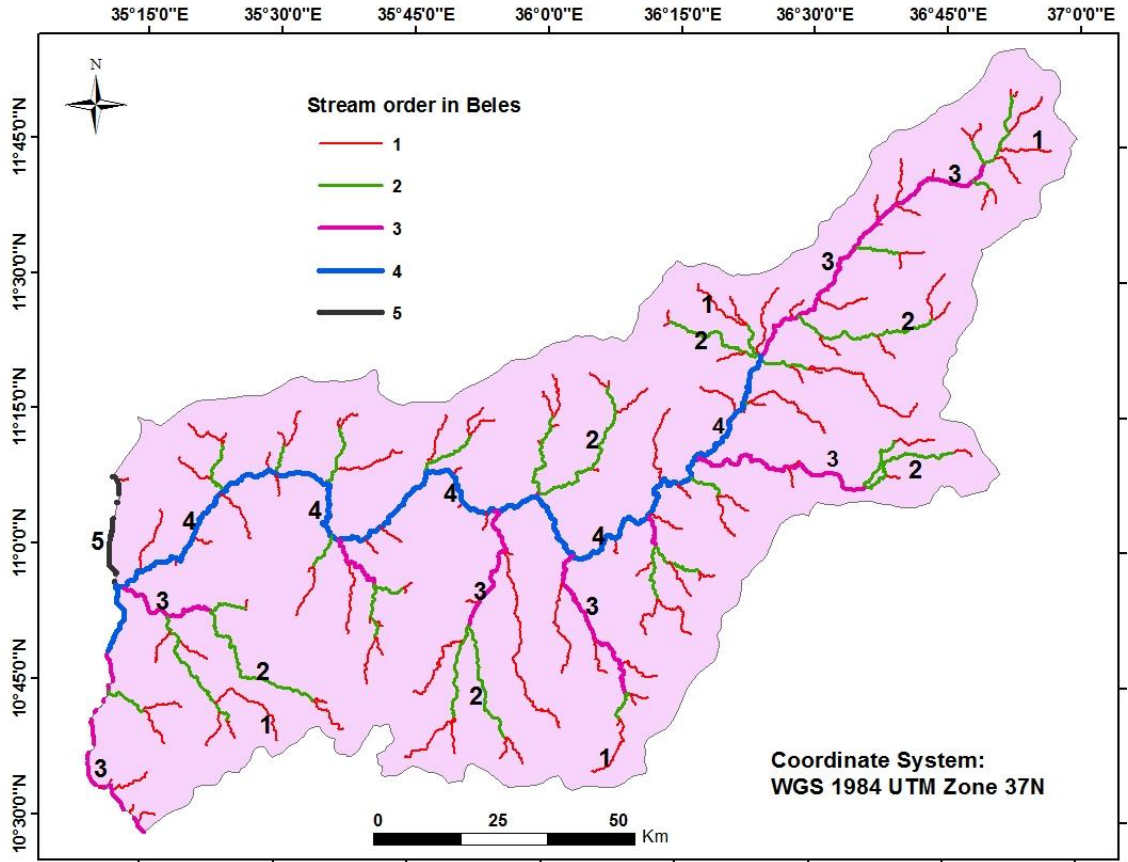 35°15'0"E 35°30'0"E 35°45'0"E 36°0'0"E 36°15'0"E 36°30'0"E 36°45'0"E 37°0'0"E
N
Stream order in Beles
1
2
3
4
5
11°45'0"N
11°30'0"N
11°15'0"N
11°0'0"N
10°45'0"N
10°30'0"N
1
3
3
2
1
2
4
3
2
2
4
4
4
4
5
3
3
3
2
2
1
1
3
Coordinate System:
WGS 1984 UTM Zone 37N
0 25 50
Km